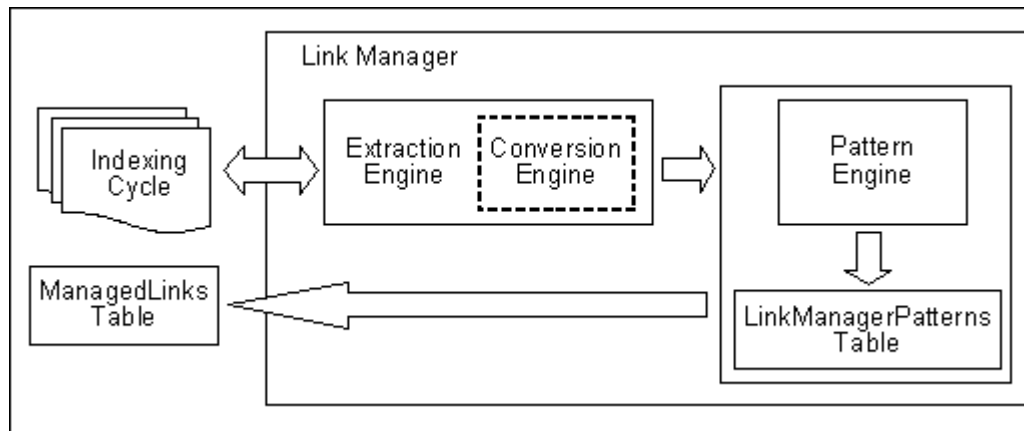 Link Manager
Indexing
Cycle
Extraction
Engine
Conversion
Engine
Pattern
Engine
ManagedLinks
Table
LinkManagerPatterns
Table